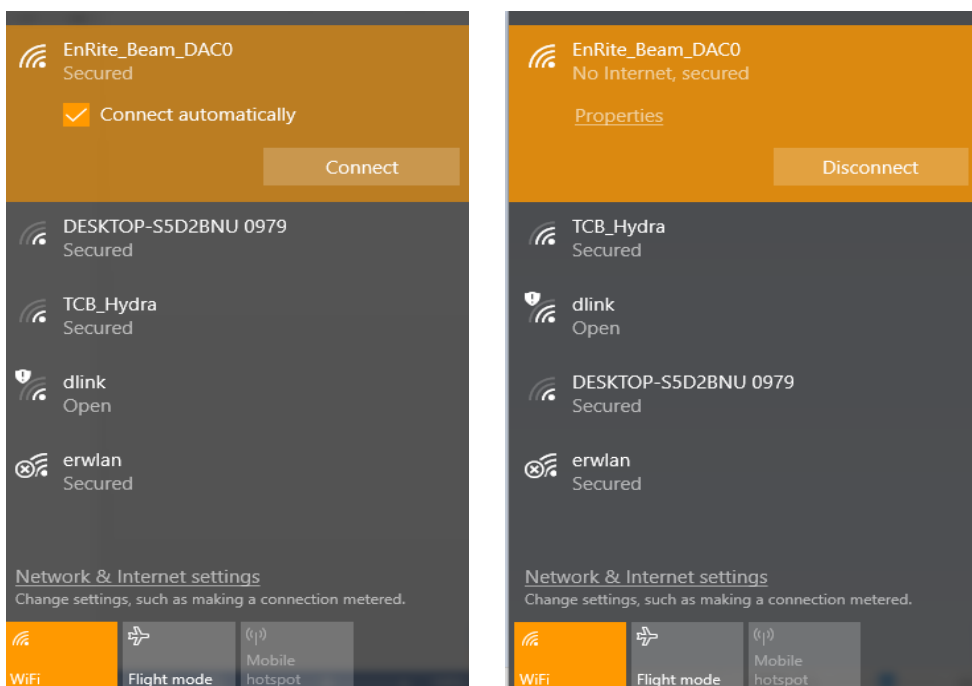 EnRite_Beam_DAC0
Secured
Connect automatically
Connect
DESKTOP-S5D2BNU 0979
Secured
TCB_Hydra
Secured
dlink
Open
erwlan
Secured
Network & Internet settings
Change settings, such as making a connection metered.
WiFi
Flight mode
Mobile
hotspot
EnRite_Beam_DAC0
No Internet, secured
Properties
Disconnect
TCB_Hydra
Secured
dlink
Open
DESKTOP-S5D2BNU 0979
Secured
erwlan
Secured
Network & Internet settings
Change settings, such as making a connection metered.
WiFi
Flight mode
Mobile
hotspot